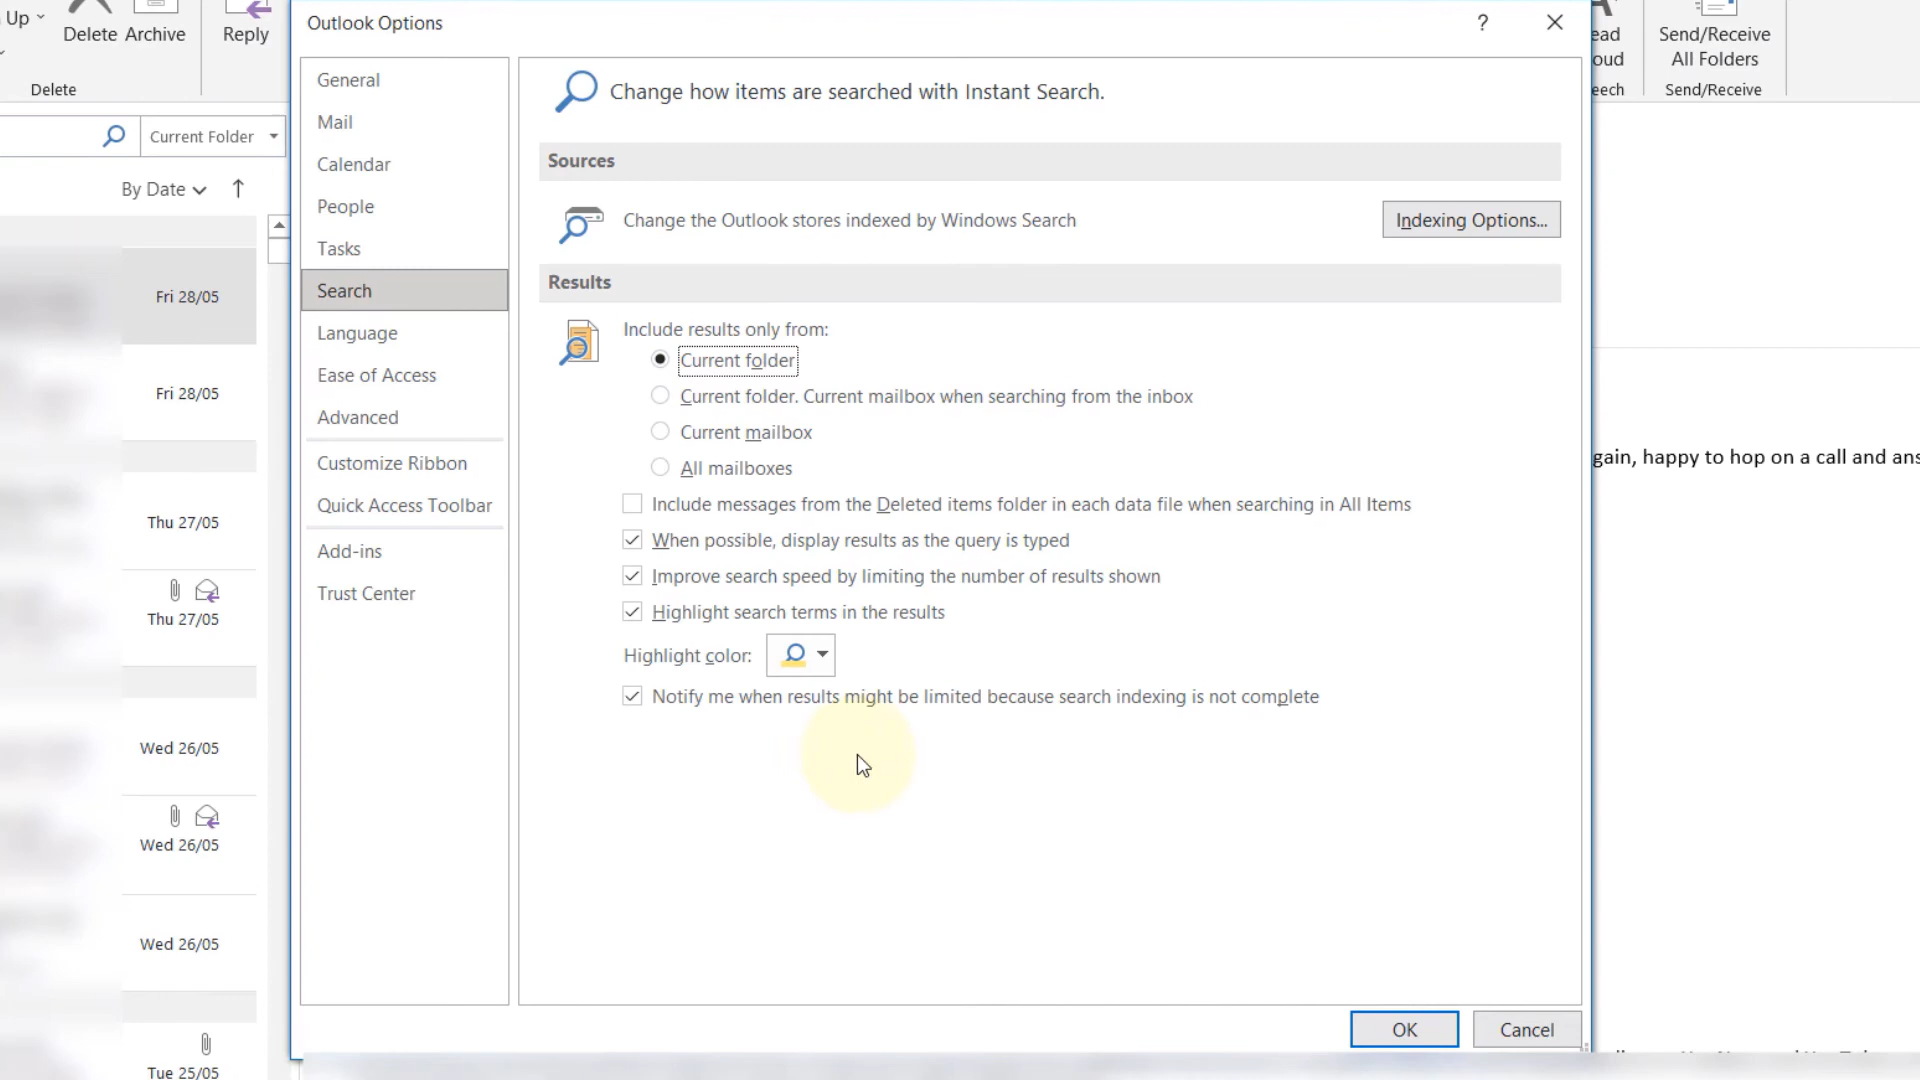 Up
Delete Archive
Reply
Delete
Outlook Options
?
ead
oud
eech
Send/Receive
All Folders
Send/Receive
Current Folder
By Date
Fri 28/05
Fri 28/05
Thu 27/05
Thu 27/05
Wed 26/05
Wed 26/05
Wed 26/05
Tue 25/05
General
Mail
Calendar
People
Tasks
Search
Language
Ease of Access
Advanced
Customize Ribbon
Quick Access Toolbar
Add-ins
Trust Center
Change how items are searched with Instant Search.
Sources
Change the Outlook stores indexed by Windows Search
Indexing Options...
Results
Include results only from:
Current folder
Current folder. Current mailbox when searching from the inbox
Current mailbox
All mailboxes
Include messages from the Deleted items folder in each data file when searching in All Items
When possible, display results as the query is typed
Improve search speed by limiting the number of results shown
Highlight search terms in the results
Highlight color:
Notify me when results might be limited because search indexing is not complete
OK
Cancel
gain, happy to hop on a call and ans